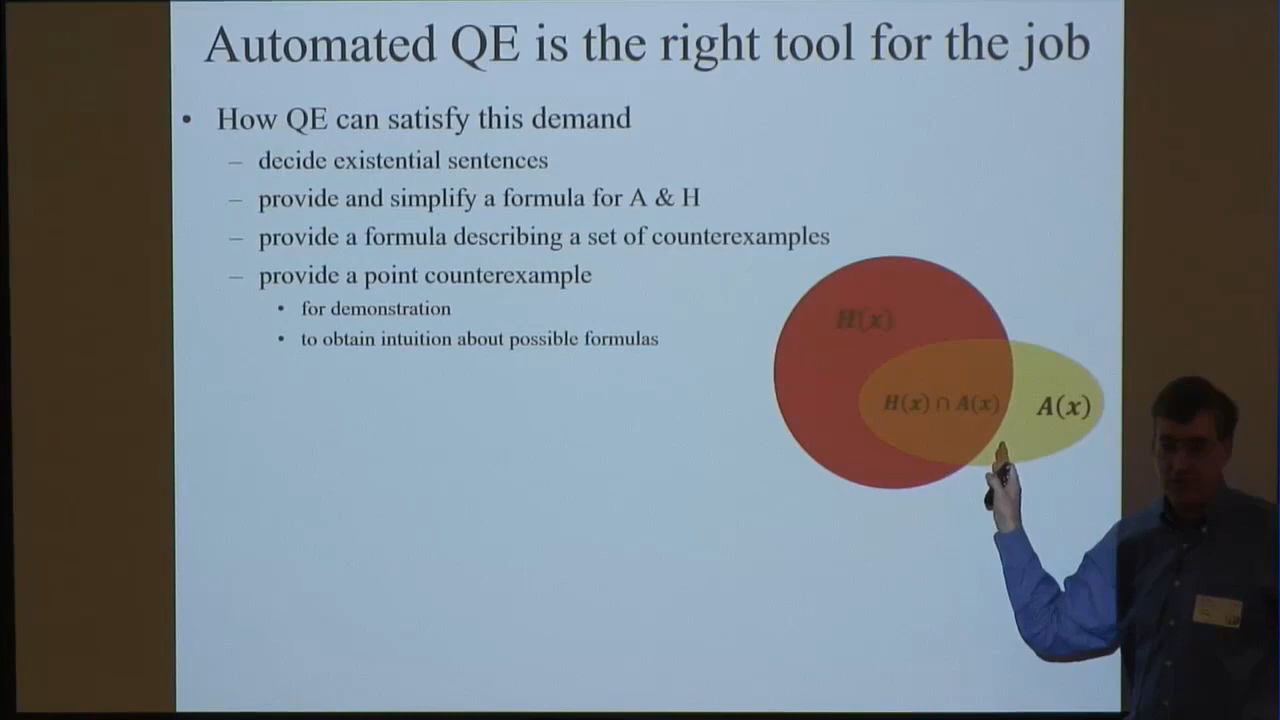 Automated QE is the right tool for the job
• How QE can satisfy this demand
– decide existential sentences
– provide and simplify a formula for A & H
– provide a formula describing a set of counterexamples
– provide a point counterexample
• for demonstration
• to obtain intuition about possible formulas
H(x)
H(x) ∩ A(x)
A(x)